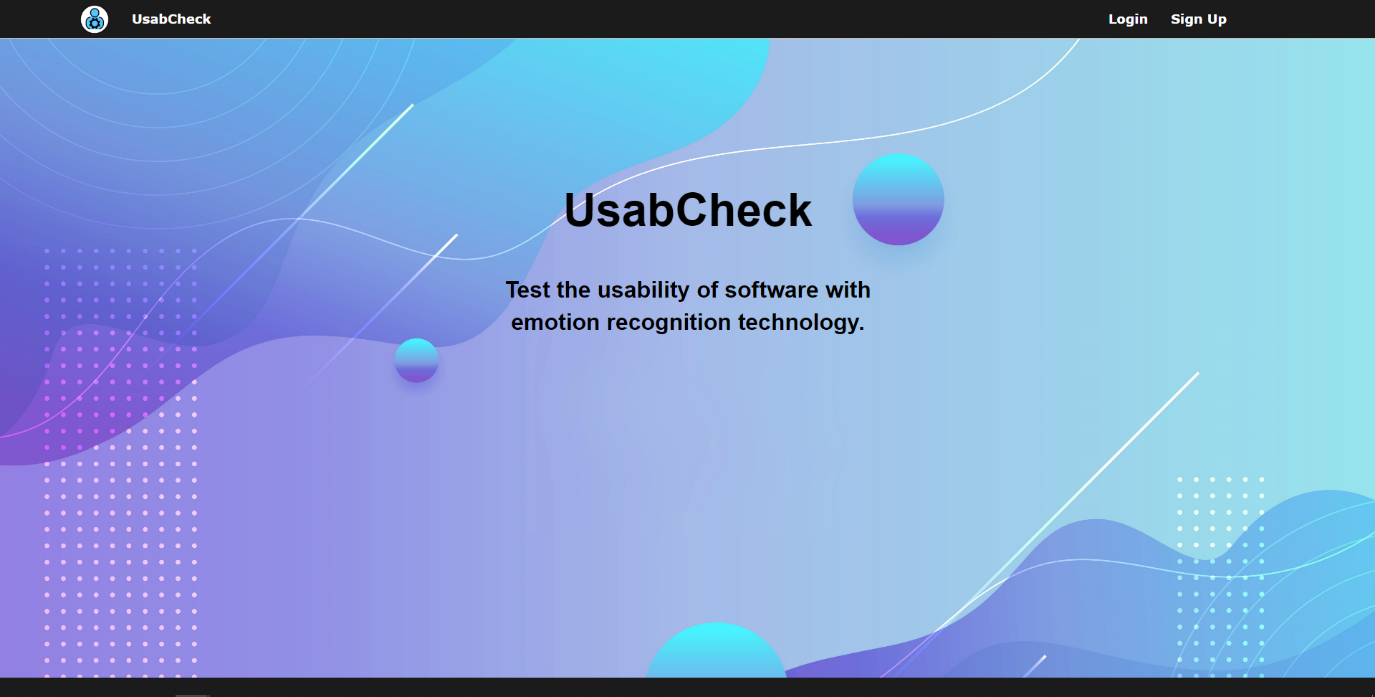 UsabCheck
Login
Sign Up
UsabCheck
Test the usability of software with
emotion recognition technology.